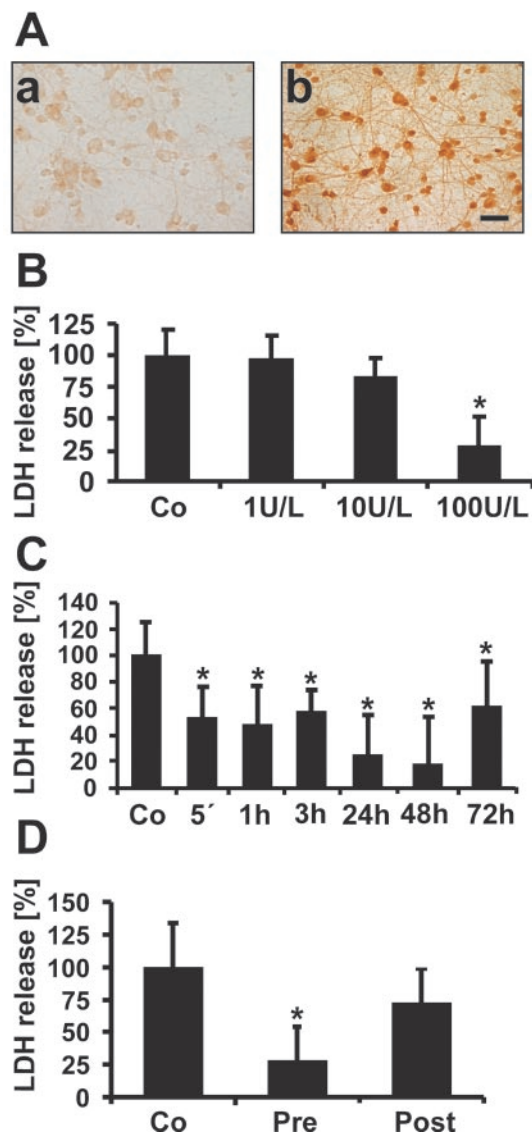 A
a b
B
LDH release [%]
125
100
75
50
25
0
*
Co 1U/L 10U/L 100U/L
C
LDH release [%]
140
120
100
80
60
40
20
0
* * * * * *
Co 5´ 1h 3h 24h 48h 72h
D
LDH release [%]
150
125
100
75
50
25
0
*
Co Pre Post